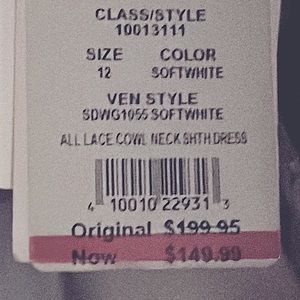 CLASS/STYLE
10013111
SIZE COLOR
12 SOFTWHITE
VEN STYLE
SDWG1055 SOFTWHITE
ALL LACE COWL NECK SHTH DRESS
4 10010 22931 3
Original $199.95
Now $149.99